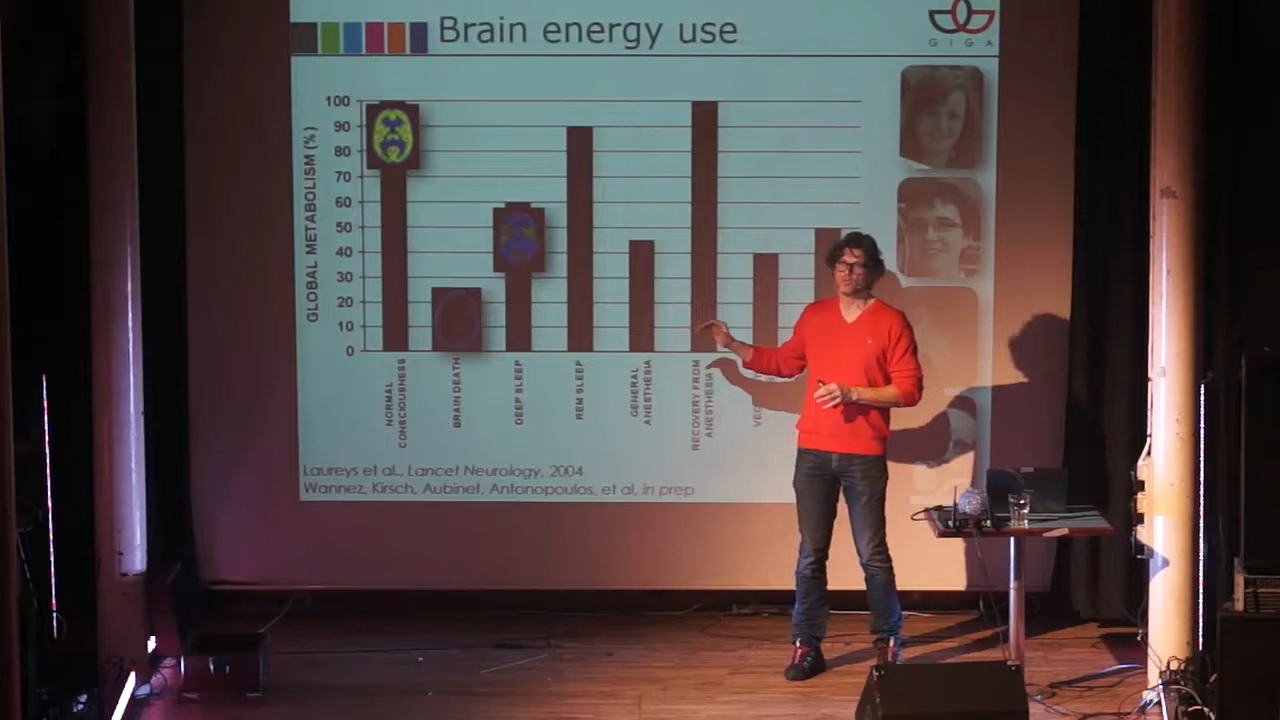 Brain energy use
GIGA
GLOBAL METABOLISM (%)
100
90
80
70
60
50
40
30
20
10
0
NORMAL
CONSCIOUSNESS
BRAIN DEATH
DEEP SLEEP
REM SLEEP
GENERAL
ANESTHESIA
RECOVERY FROM
ANESTHESIA
Laureys et al., Lancet Neurology, 2004
Wannez, Kirsch, Aubinet, Antonopoulos, et al, in prep